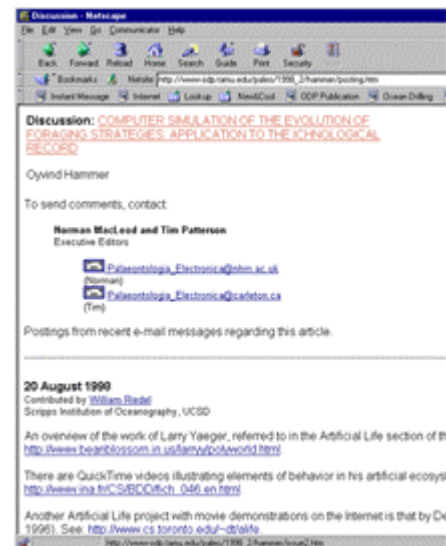 Discussion - Netscape
File Edit View Go Communicator Help
Back Forward Reload Home Search Guide Print Security
Bookmarks Netsite: http://www-odp.tamu.edu/paleo/1998_2/hammer/posting.htm
Instant Message Internet Lookup New&Cool ODP Publication Ocean Drilling
Discussion: COMPUTER SIMULATION OF THE EVOLUTION OF
FORAGING STRATEGIES: APPLICATION TO THE ICHNOLOGICAL
RECORD
Oyvind Hammer
To send comments, contact:
Norman MacLeod and Tim Patterson
Executive Editors
Palaeontologia_Electronica@nhm.ac.uk
(Norman)
Palaeontologia_Electronica@carleton.ca
(Tim)
Postings from recent e-mail messages regarding this article.
20 August 1998
Contributed by William Riedel
Scripps Institution of Oceanography, UCSD
An overview of the work of Larry Yaeger, referred to in the Artificial Life section of th
http://www.beanblossom.in.us/larryy/polyworld.html.
There are QuickTime videos illustrating elements of behavior in his artificial ecosys
http://www.ina.fr/CS/BDD/fich_046.en.html.
Another Artificial Life project with movie demonstrations on the Internet is that by De
1996). See: http://www.cs.toronto.edu/~dt/alife.
http://www-odp.tamu.edu/paleo/1998_2/hammer/issue2.htm